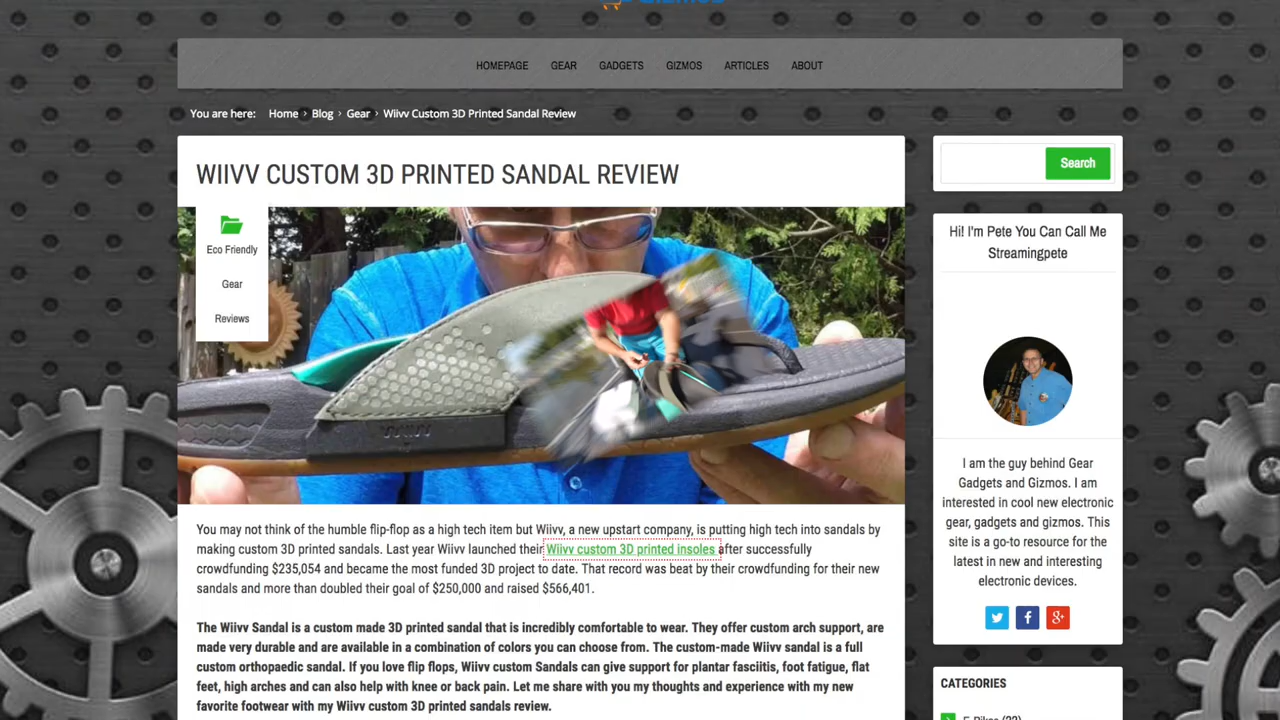 HOMEPAGE GEAR GADGETS GIZMOS ARTICLES ABOUT
You are here: Home › Blog › Gear › Wiivv Custom 3D Printed Sandal Review
WIIVV CUSTOM 3D PRINTED SANDAL REVIEW
Eco Friendly
Gear
Reviews
WIIVV
You may not think of the humble flip-flop as a high tech item but Wiivv, a new upstart company, is putting high tech into sandals by
making custom 3D printed sandals. Last year Wiivv launched their Wiivv custom 3D printed insoles after successfully
crowdfunding $235,054 and became the most funded 3D project to date. That record was beat by their crowdfunding for their new
sandals and more than doubled their goal of $250,000 and raised $566,401.
The Wiivv Sandal is a custom made 3D printed sandal that is incredibly comfortable to wear. They offer custom arch support, are
made very durable and are available in a combination of colors you can choose from. The custom-made Wiivv sandal is a full
custom orthopaedic sandal. If you love flip flops, Wiivv custom Sandals can give support for plantar fasciitis, foot fatigue, flat
feet, high arches and can also help with knee or back pain. Let me share with you my thoughts and experience with my new
favorite footwear with my Wiivv custom 3D printed sandals review.
Search
Hi! I'm Pete You Can Call Me
Streamingpete
I am the guy behind Gear
Gadgets and Gizmos. I am
interested in cool new electronic
gear, gadgets and gizmos. This
site is a go-to resource for the
latest in new and interesting
electronic devices.
CATEGORIES